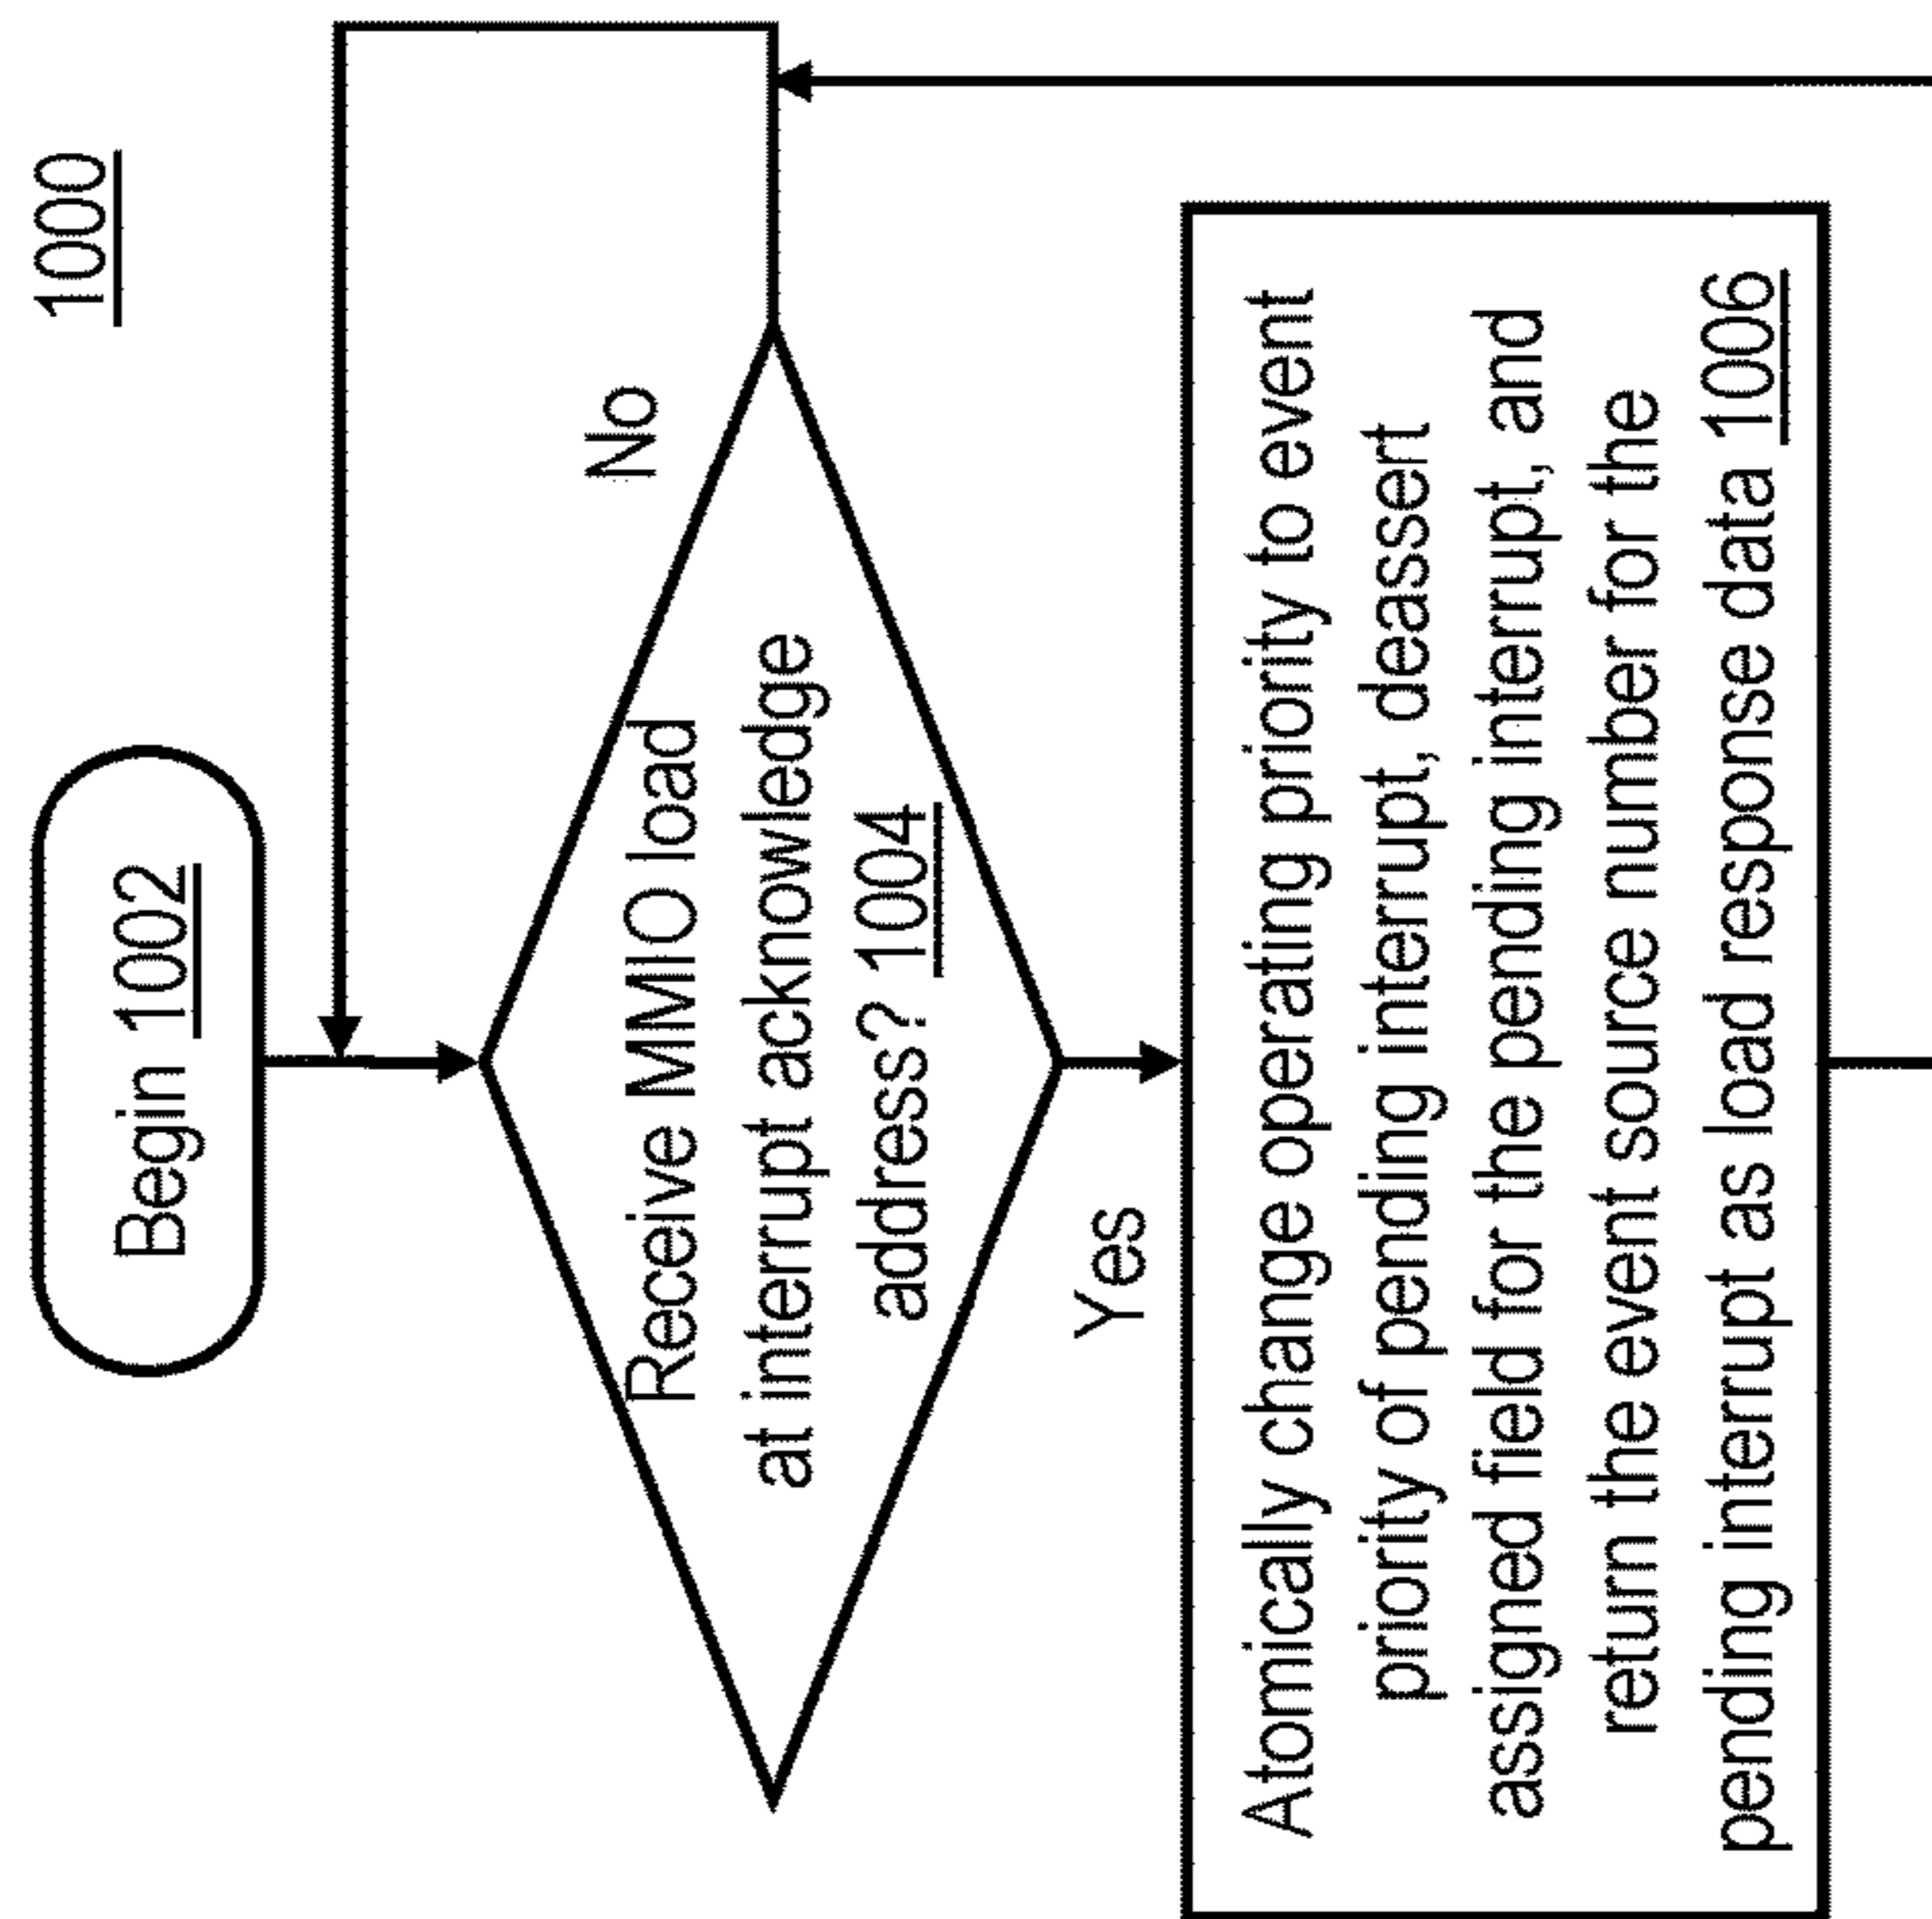 1000
Begin 1002
Receive MMIO load
at interrupt acknowledge
address? 1004
No
Yes
Atomically change operating priority to event
priority of pending interrupt, deassert
assigned field for the pending interrupt, and
return the event source number for the
pending interrupt as load response data 1006